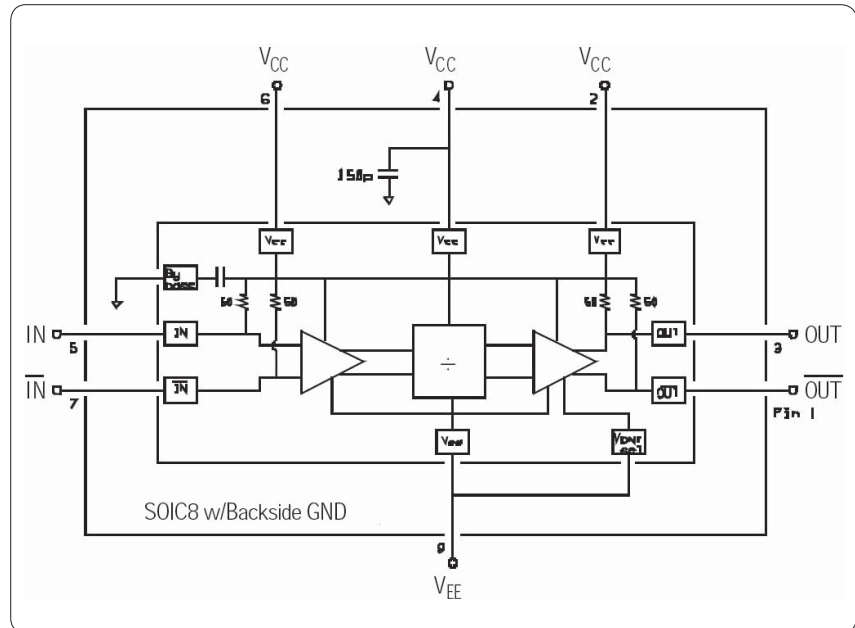 VCC VCC VCC
6 4 2
150p
Vcc Vcc Vcc
By pass
50 50 50 50
IN 5 IN OUT 3 OUT
÷
IN 7 IN OUT Pin 1 OUT
Vee VPwr sel
SOIC8 w/Backside GND
VEE